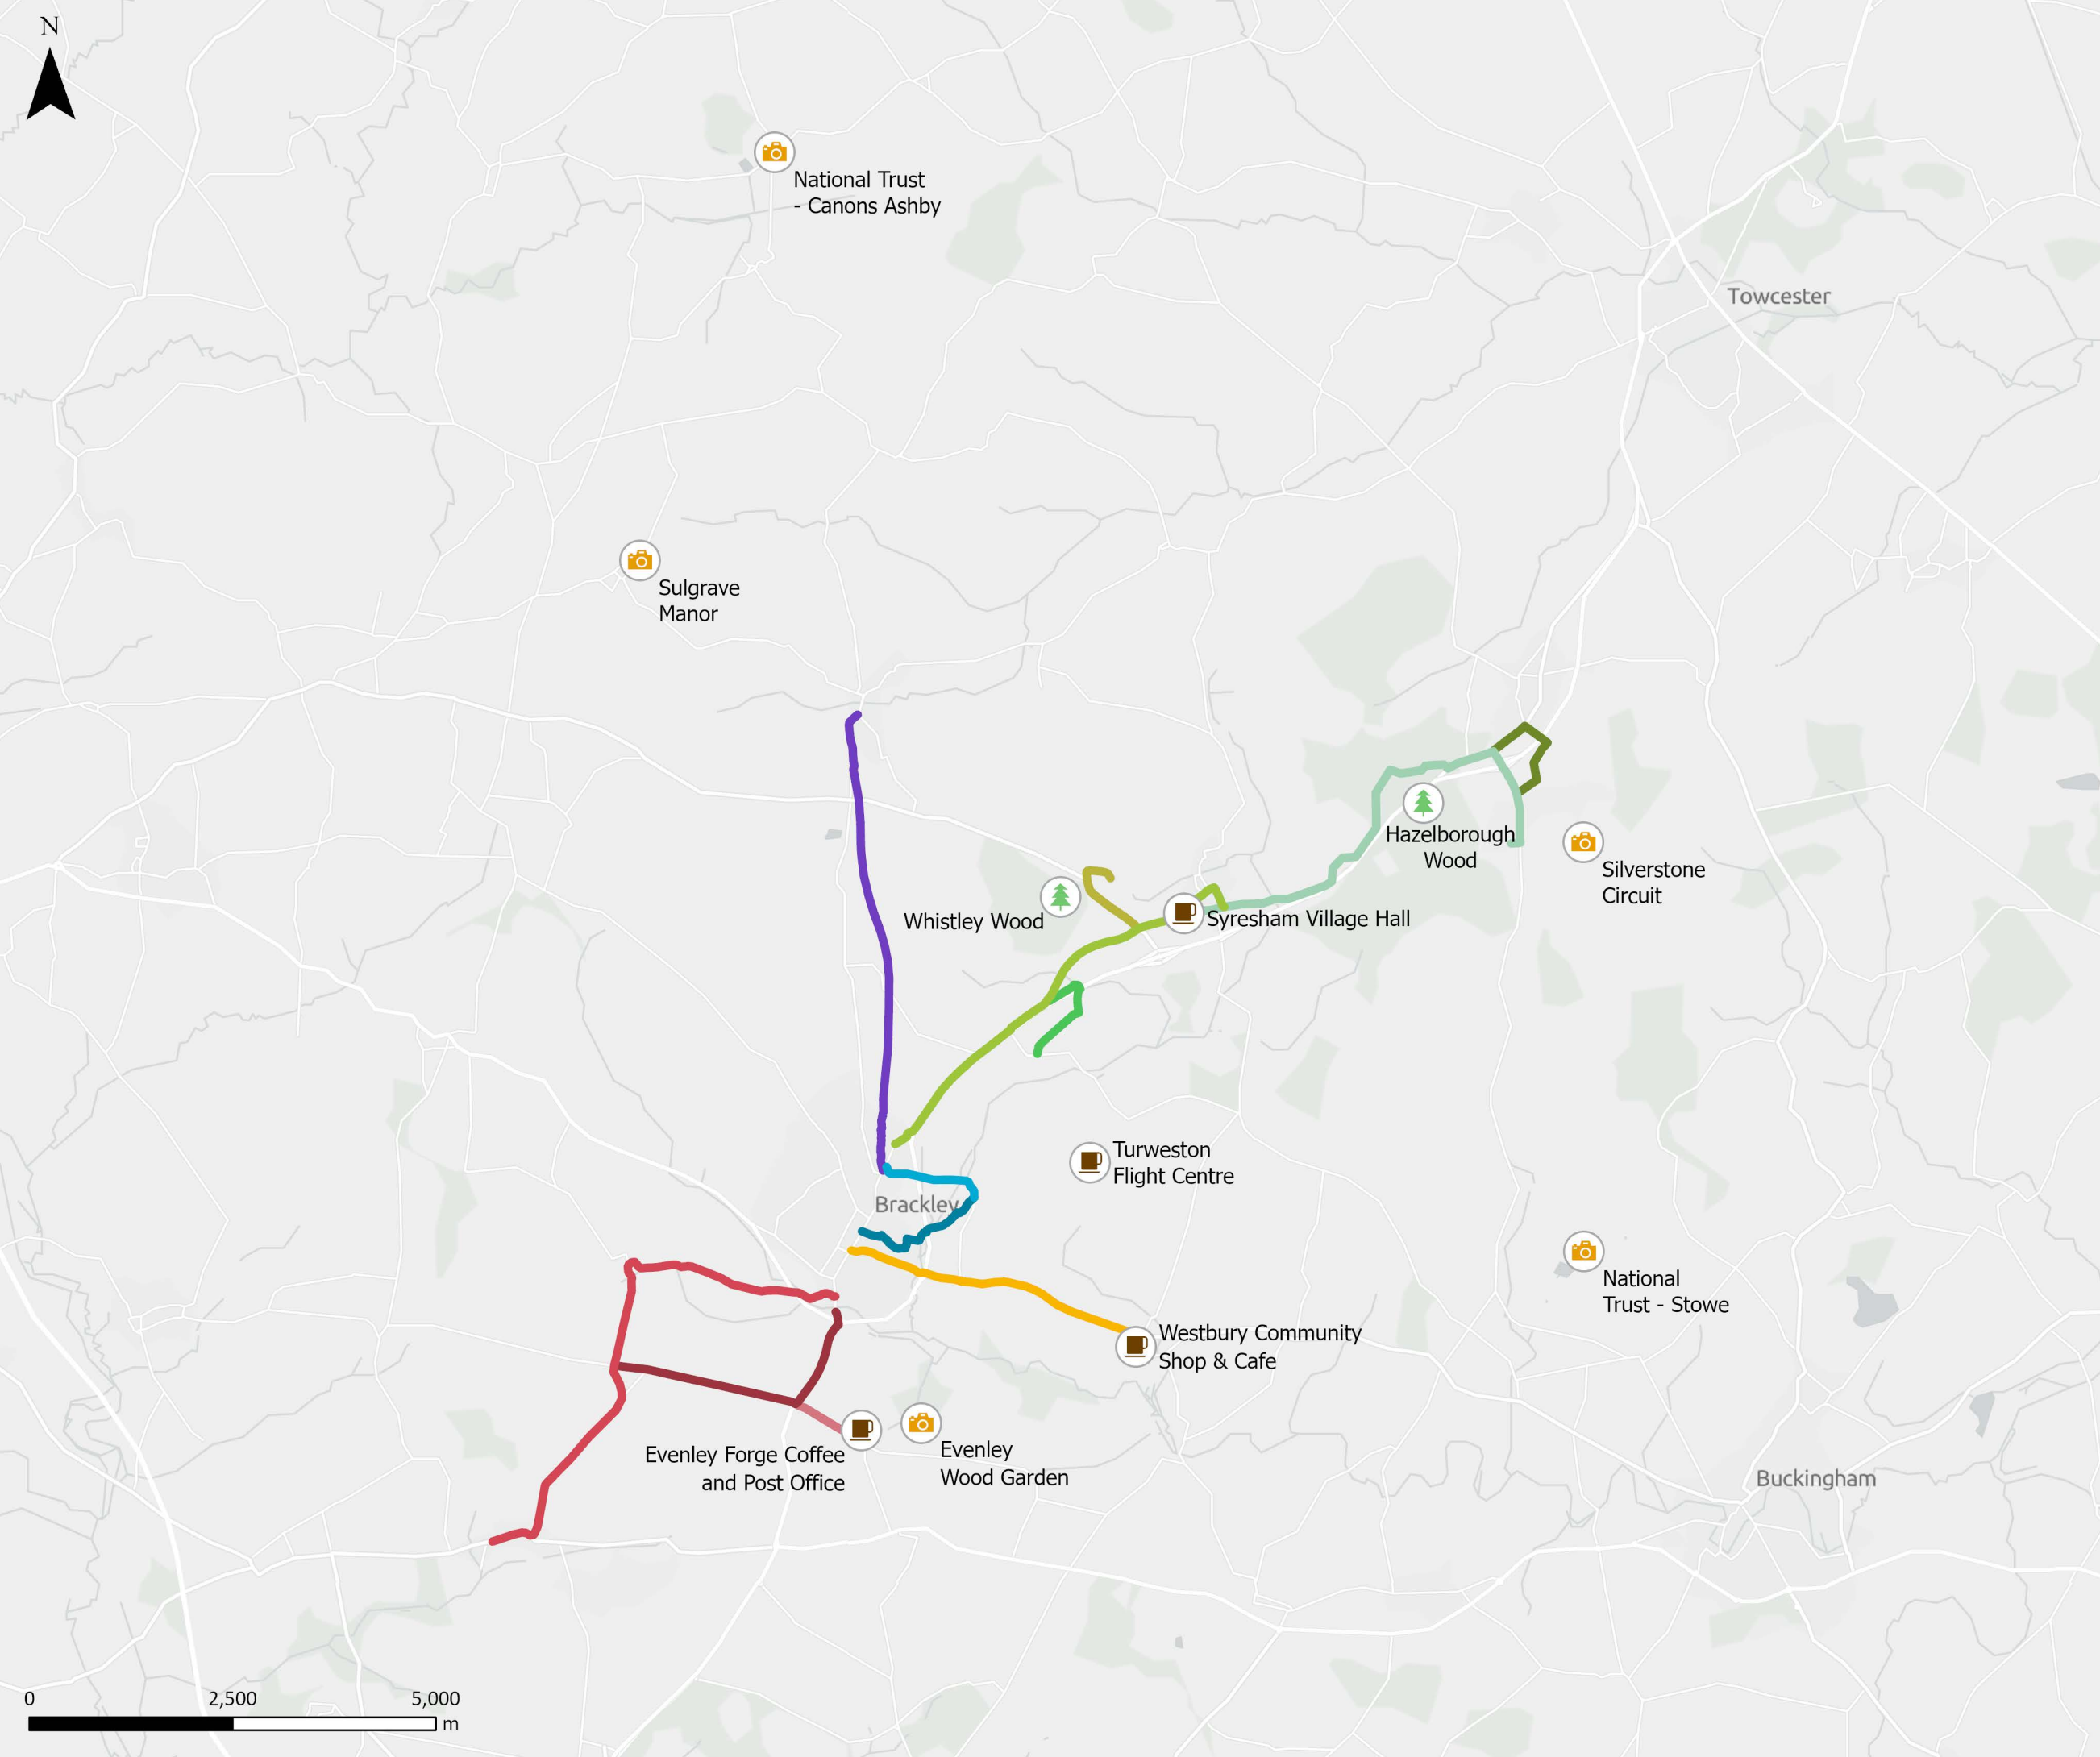 N
National Trust
- Canons Ashby
Towcester
Sulgrave
Manor
Hazelborough
Wood
Silverstone
Circuit
Whistley Wood
Syresham Village Hall
Turweston
Flight Centre
Brackley
National
Trust - Stowe
Westbury Community
Shop & Cafe
Evenley Forge Coffee
and Post Office
Evenley
Wood Garden
Buckingham
0 2,500 5,000
m